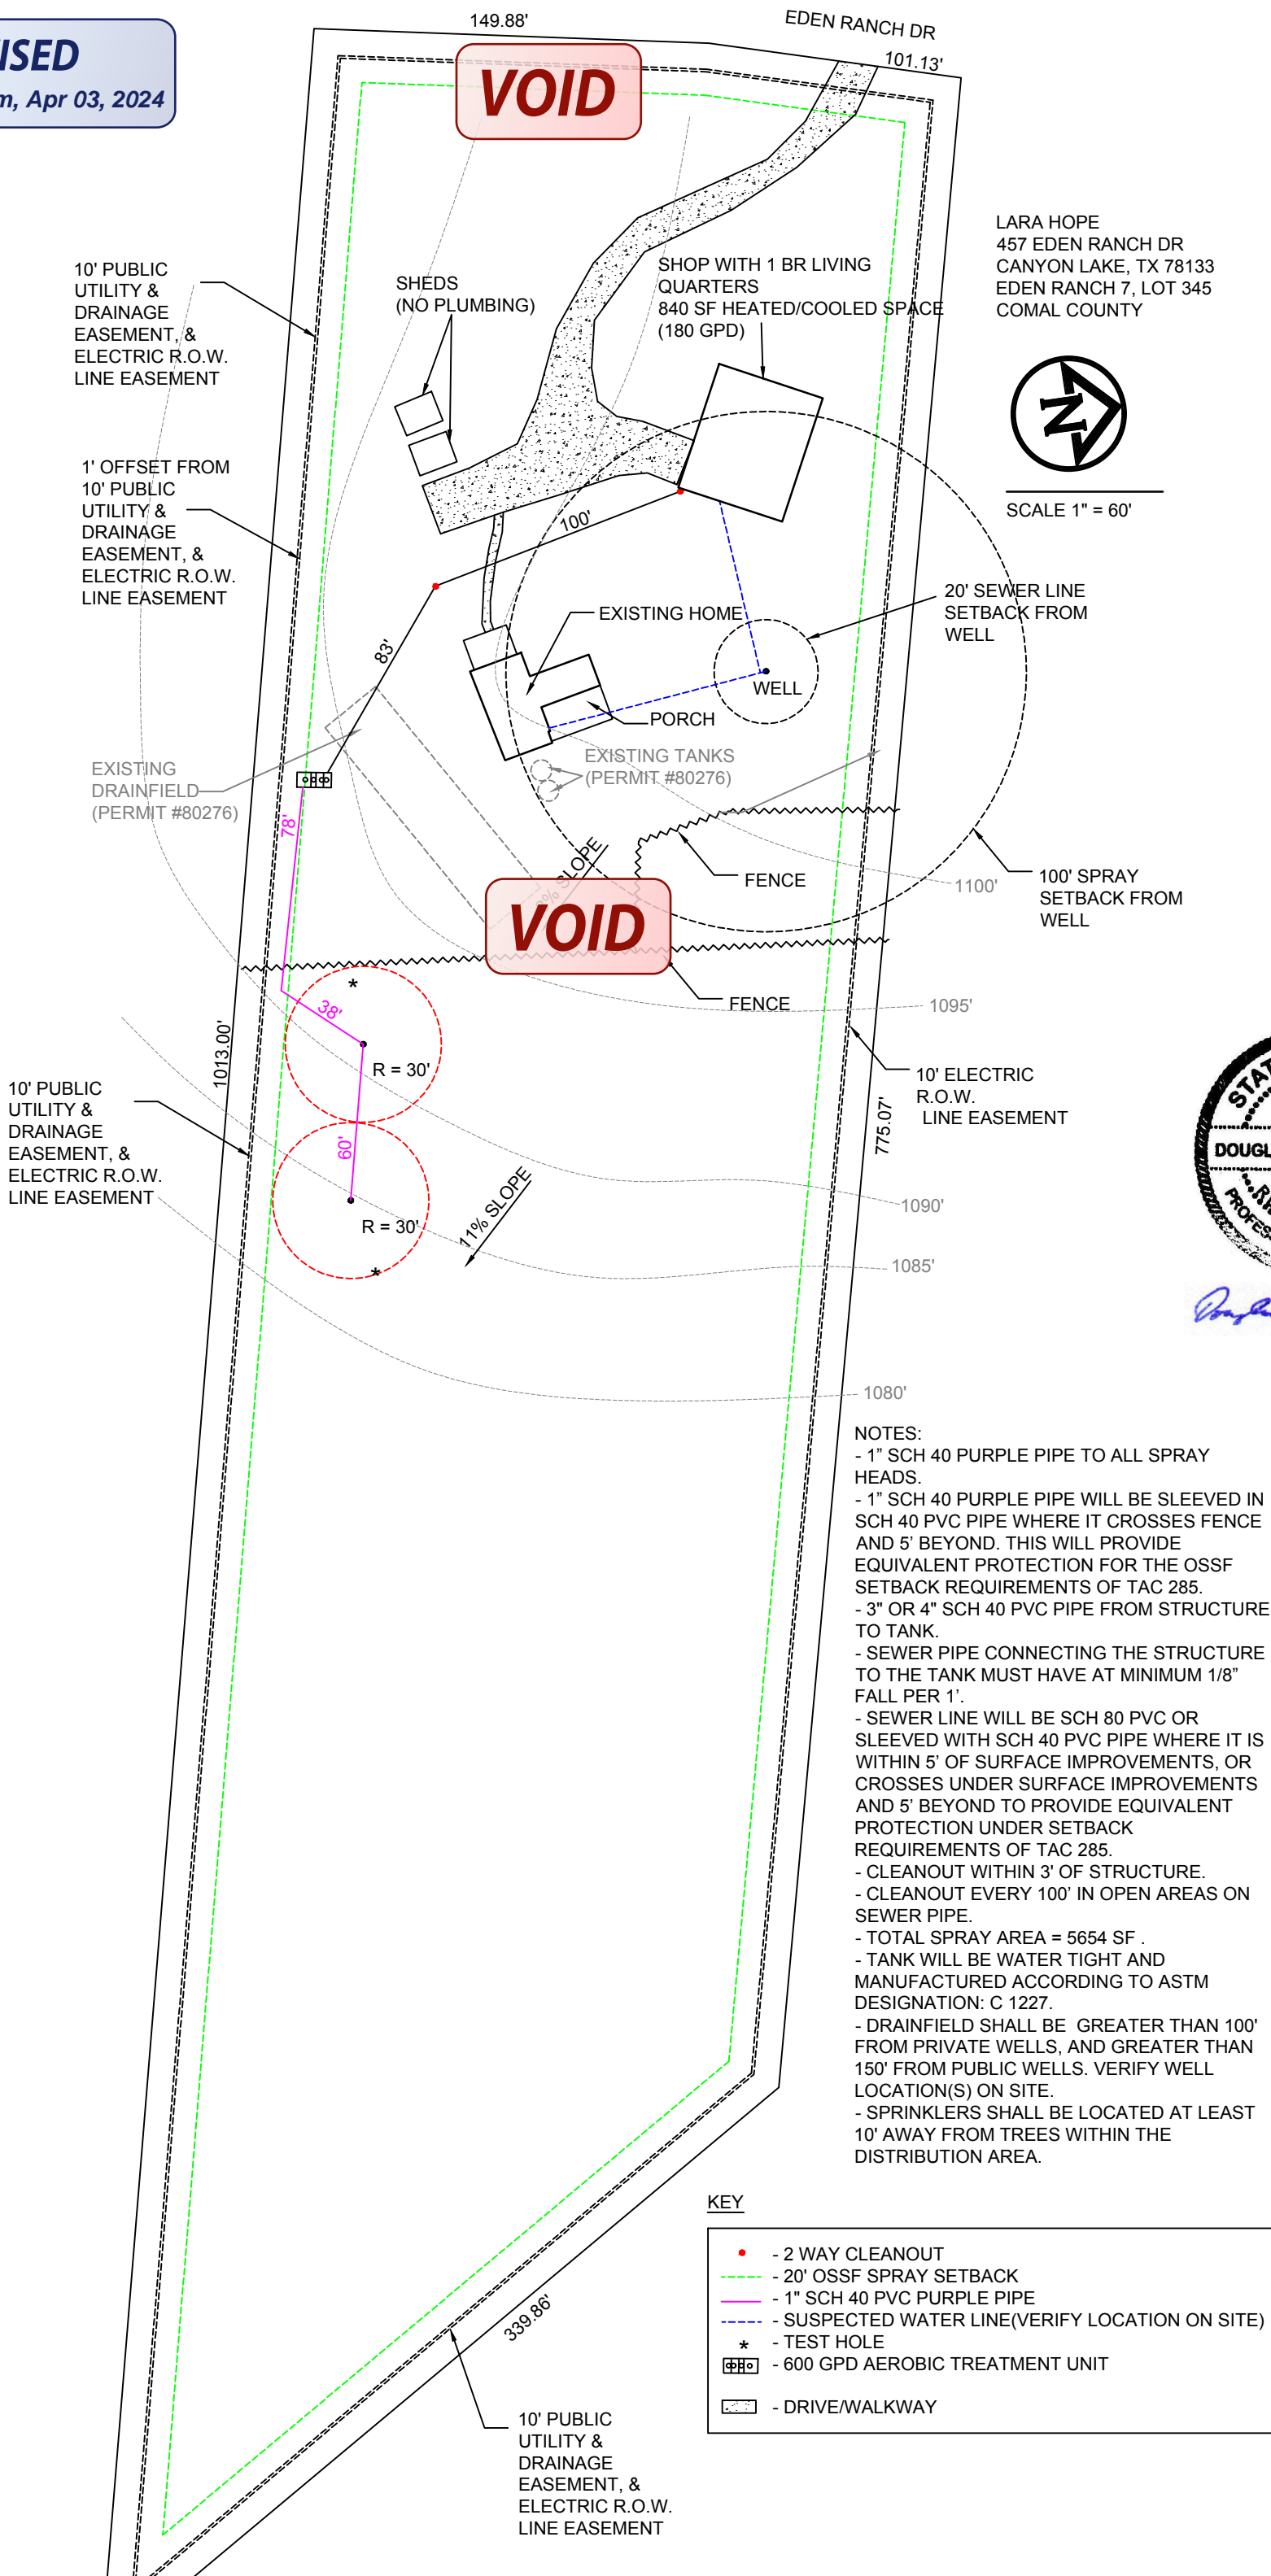 149.88'
EDEN RANCH DR
101.13'
VOID
m, Apr 03, 2024
LARA HOPE
457 EDEN RANCH DR
CANYON LAKE, TX 78133
EDEN RANCH 7, LOT 345
COMAL COUNTY
N
SCALE 1" = 60'
10' PUBLIC
UTILITY &
DRAINAGE
EASEMENT, &
ELECTRIC R.O.W.
LINE EASEMENT
SHEDS
(NO PLUMBING)
SHOP WITH 1 BR LIVING
QUARTERS
840 SF HEATED/COOLED SPACE
(180 GPD)
1' OFFSET FROM
10' PUBLIC
UTILITY &
DRAINAGE
EASEMENT, &
ELECTRIC R.O.W.
LINE EASEMENT
100'
83'
EXISTING HOME
20' SEWER LINE
SETBACK FROM
WELL
WELL
PORCH
EXISTING TANKS
(PERMIT #80276)
EXISTING
DRAINFIELD
(PERMIT #80276)
78'
SLOPE
FENCE
1100'
100' SPRAY
SETBACK FROM
WELL
VOID
FENCE
1095'
38'
R = 30'
1013.00'
10' PUBLIC
UTILITY &
DRAINAGE
EASEMENT, &
ELECTRIC R.O.W.
LINE EASEMENT
10' ELECTRIC
R.O.W.
LINE EASEMENT
775.07'
60'
R = 30'
11% SLOPE
1090'
1085'
1080'
NOTES:
- 1” SCH 40 PURPLE PIPE TO ALL SPRAY
HEADS.
- 1” SCH 40 PURPLE PIPE WILL BE SLEEVED IN
SCH 40 PVC PIPE WHERE IT CROSSES FENCE
AND 5’ BEYOND. THIS WILL PROVIDE
EQUIVALENT PROTECTION FOR THE OSSF
SETBACK REQUIREMENTS OF TAC 285.
- 3" OR 4" SCH 40 PVC PIPE FROM STRUCTURE
TO TANK.
- SEWER PIPE CONNECTING THE STRUCTURE
TO THE TANK MUST HAVE AT MINIMUM 1/8”
FALL PER 1’.
- SEWER LINE WILL BE SCH 80 PVC OR
SLEEVED WITH SCH 40 PVC PIPE WHERE IT IS
WITHIN 5’ OF SURFACE IMPROVEMENTS, OR
CROSSES UNDER SURFACE IMPROVEMENTS
AND 5’ BEYOND TO PROVIDE EQUIVALENT
PROTECTION UNDER SETBACK
REQUIREMENTS OF TAC 285.
- CLEANOUT WITHIN 3' OF STRUCTURE.
- CLEANOUT EVERY 100’ IN OPEN AREAS ON
SEWER PIPE.
- TOTAL SPRAY AREA = 5654 SF .
- TANK WILL BE WATER TIGHT AND
MANUFACTURED ACCORDING TO ASTM
DESIGNATION: C 1227.
- DRAINFIELD SHALL BE GREATER THAN 100'
FROM PRIVATE WELLS, AND GREATER THAN
150' FROM PUBLIC WELLS. VERIFY WELL
LOCATION(S) ON SITE.
- SPRINKLERS SHALL BE LOCATED AT LEAST
10' AWAY FROM TREES WITHIN THE
DISTRIBUTION AREA.
KEY
- 2 WAY CLEANOUT
- 20' OSSF SPRAY SETBACK
- 1" SCH 40 PVC PURPLE PIPE
- SUSPECTED WATER LINE(VERIFY LOCATION ON SITE)
* - TEST HOLE
- 600 GPD AEROBIC TREATMENT UNIT
- DRIVE/WALKWAY
339.86'
10' PUBLIC
UTILITY &
DRAINAGE
EASEMENT, &
ELECTRIC R.O.W.
LINE EASEMENT